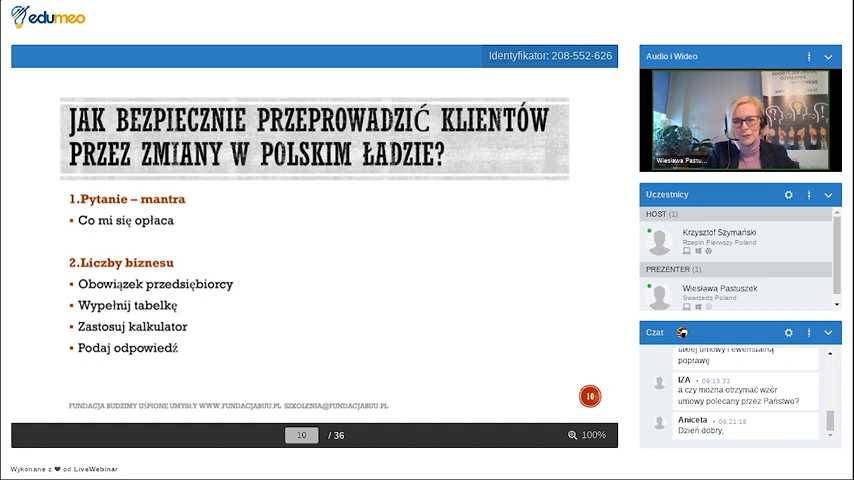 edumeo
Identyfikator: 208-552-626
JAK BEZPIECZNIE PRZEPROWADZIĆ KLIENTÓW
PRZEZ ZMIANY W POLSKIM ŁADZIE?
1.Pytanie – mantra
▪ Co mi się opłaca
2.Liczby biznesu
▪ Obowiązek przedsiębiorcy
▪ Wypełnij tabelkę
▪ Zastosuj kalkulator
▪ Podaj odpowiedź
FUNDACJA BUDZIMY UŚPIONE UMYSŁY WWW.FUNDACJABUU.PL SZKOLENIA@FUNDACJABUU.PL
10
10 / 36
100%
Wykonane z ❤ od LiveWebinar
Audio i Wideo
Wiesława Pastu...
Uczestnicy
HOST (1)
Krzysztof Szymański
Rzepin Pierwszy Poland
PREZENTER (1)
Wiesława Pastuszek
Swarzedz Poland
Czat
takiej umowy i ewentualną
poprawę
IZA • 09:13:33
a czy można otrzymać wzór
umowy polecany przez Państwo?
Aniceta • 09:21:18
Dzień dobry,